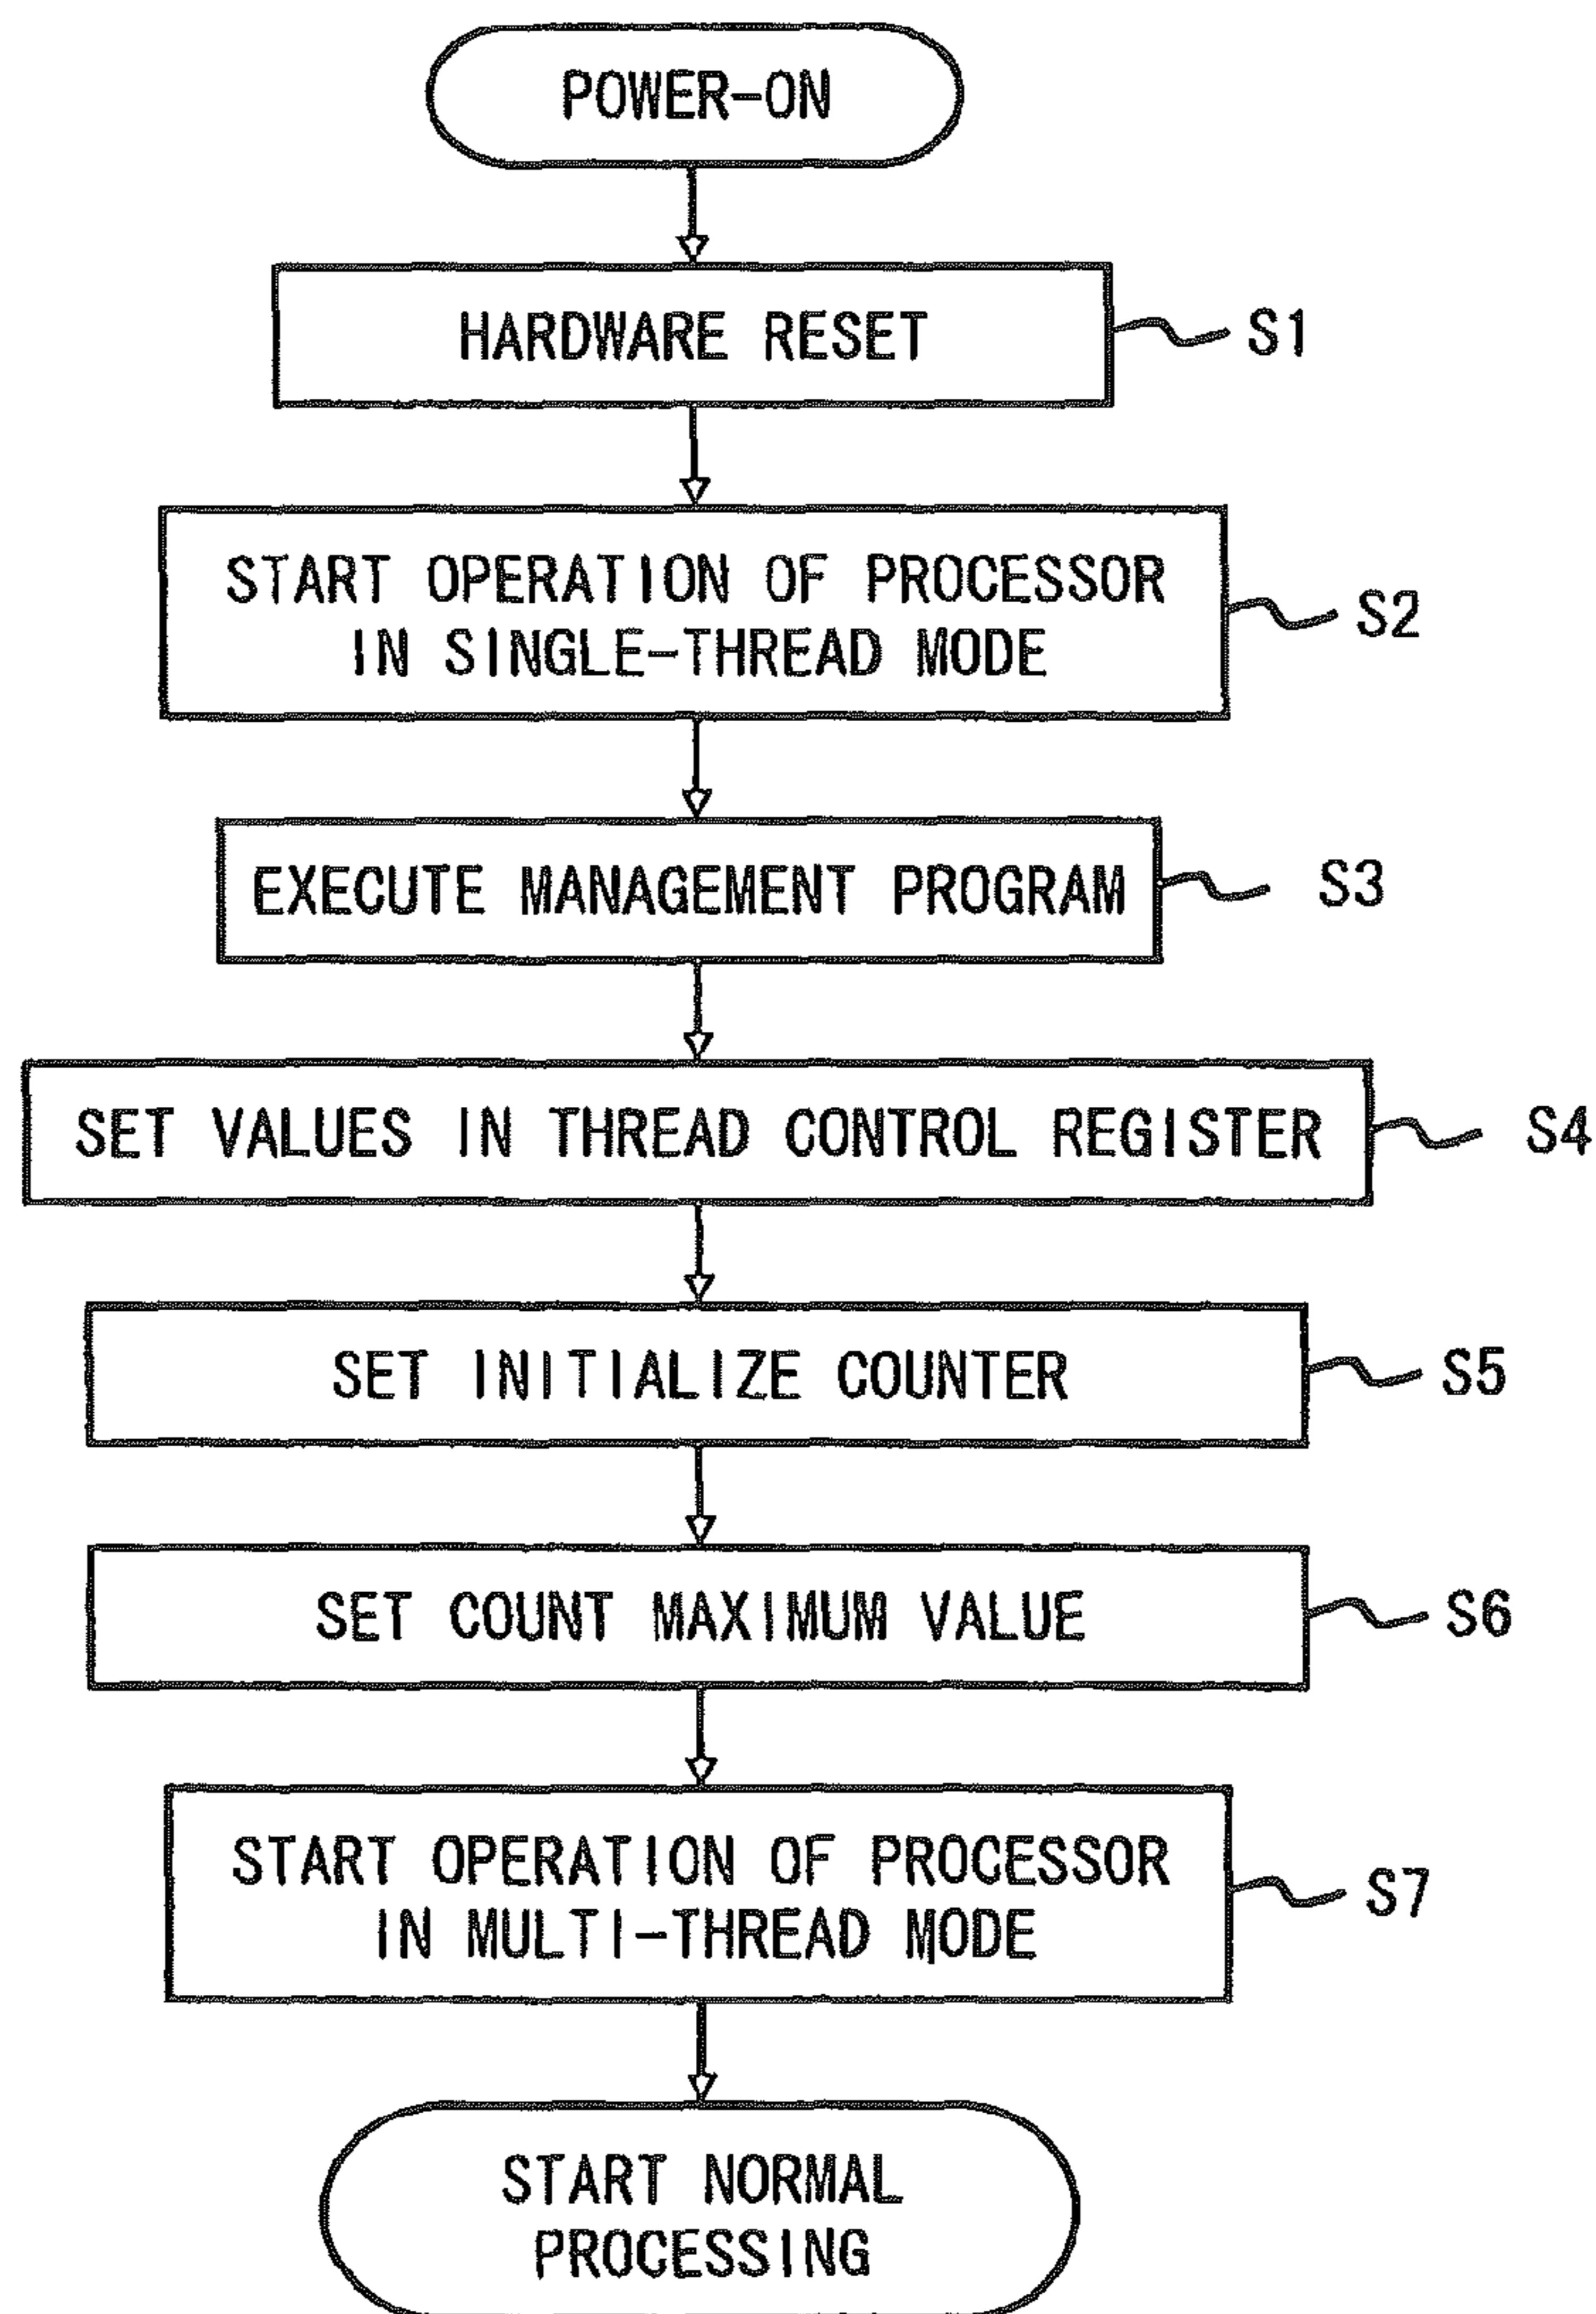 POWER-ON
HARDWARE RESET
S1
START OPERATION OF PROCESSOR
IN SINGLE-THREAD MODE
S2
EXECUTE MANAGEMENT PROGRAM
S3
SET VALUES IN THREAD CONTROL REGISTER
S4
SET INITIALIZE COUNTER
S5
SET COUNT MAXIMUM VALUE
S6
START OPERATION OF PROCESSOR
IN MULTI-THREAD MODE
S7
START NORMAL
PROCESSING